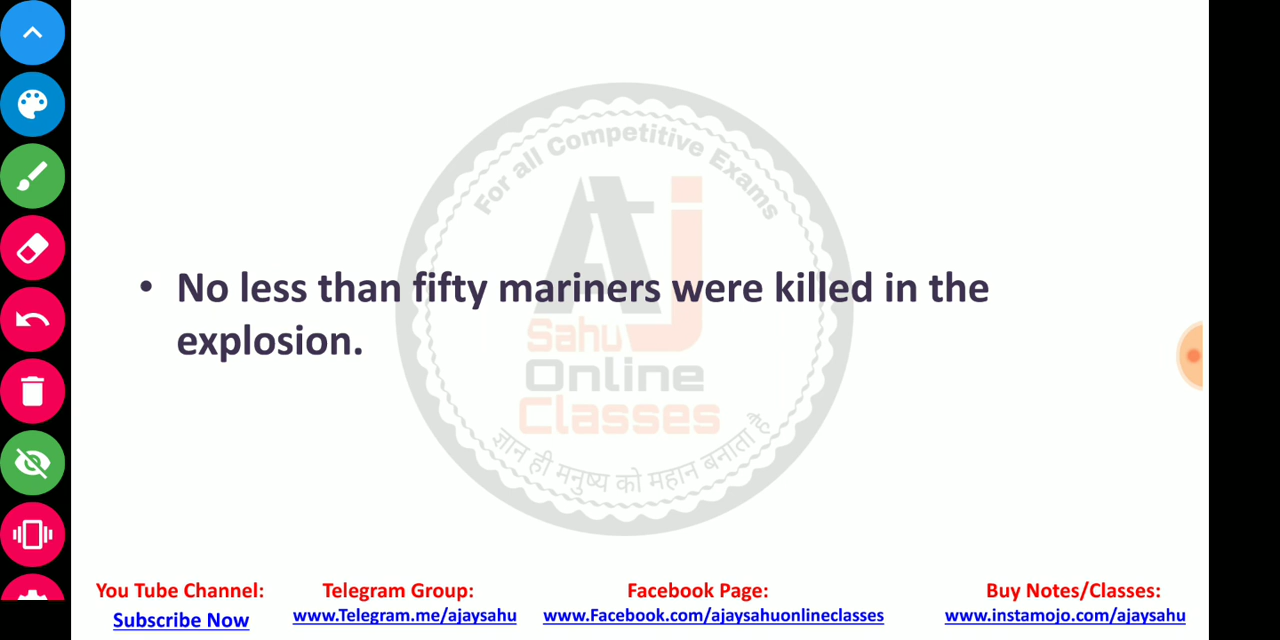 For all Competitive Exams
AJ
• No less than fifty mariners were killed in the
explosion.
Sahu
Online
Classes
ज्ञान ही मनुष्य को महान बनाता है
You Tube Channel: Telegram Group: Facebook Page: Buy Notes/Classes:
Subscribe Now www.Telegram.me/ajaysahu www.Facebook.com/ajaysahuonlineclasses www.instamojo.com/ajaysahu